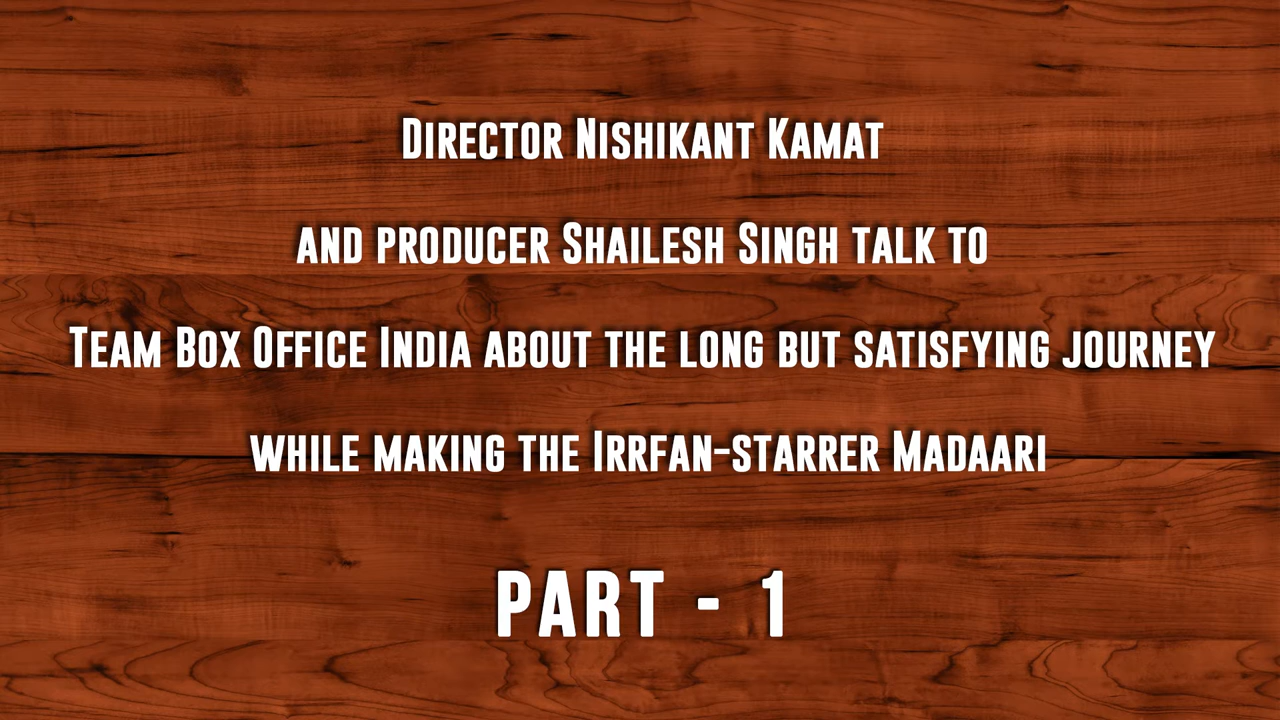 Director Nishikant Kamat
and producer Shailesh Singh talk to
Team Box Office India about the long but satisfying journey
while making the Irrfan-starrer Madaari
PART - 1